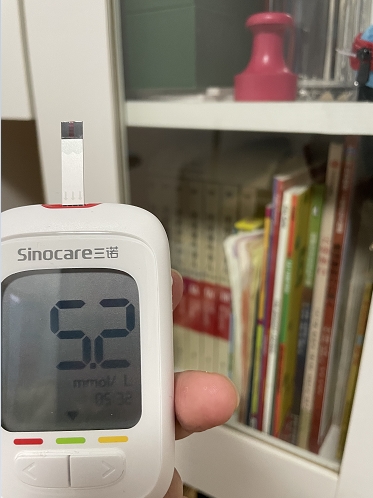 Sinocare三诺
5.2
mmol/ L
06:32